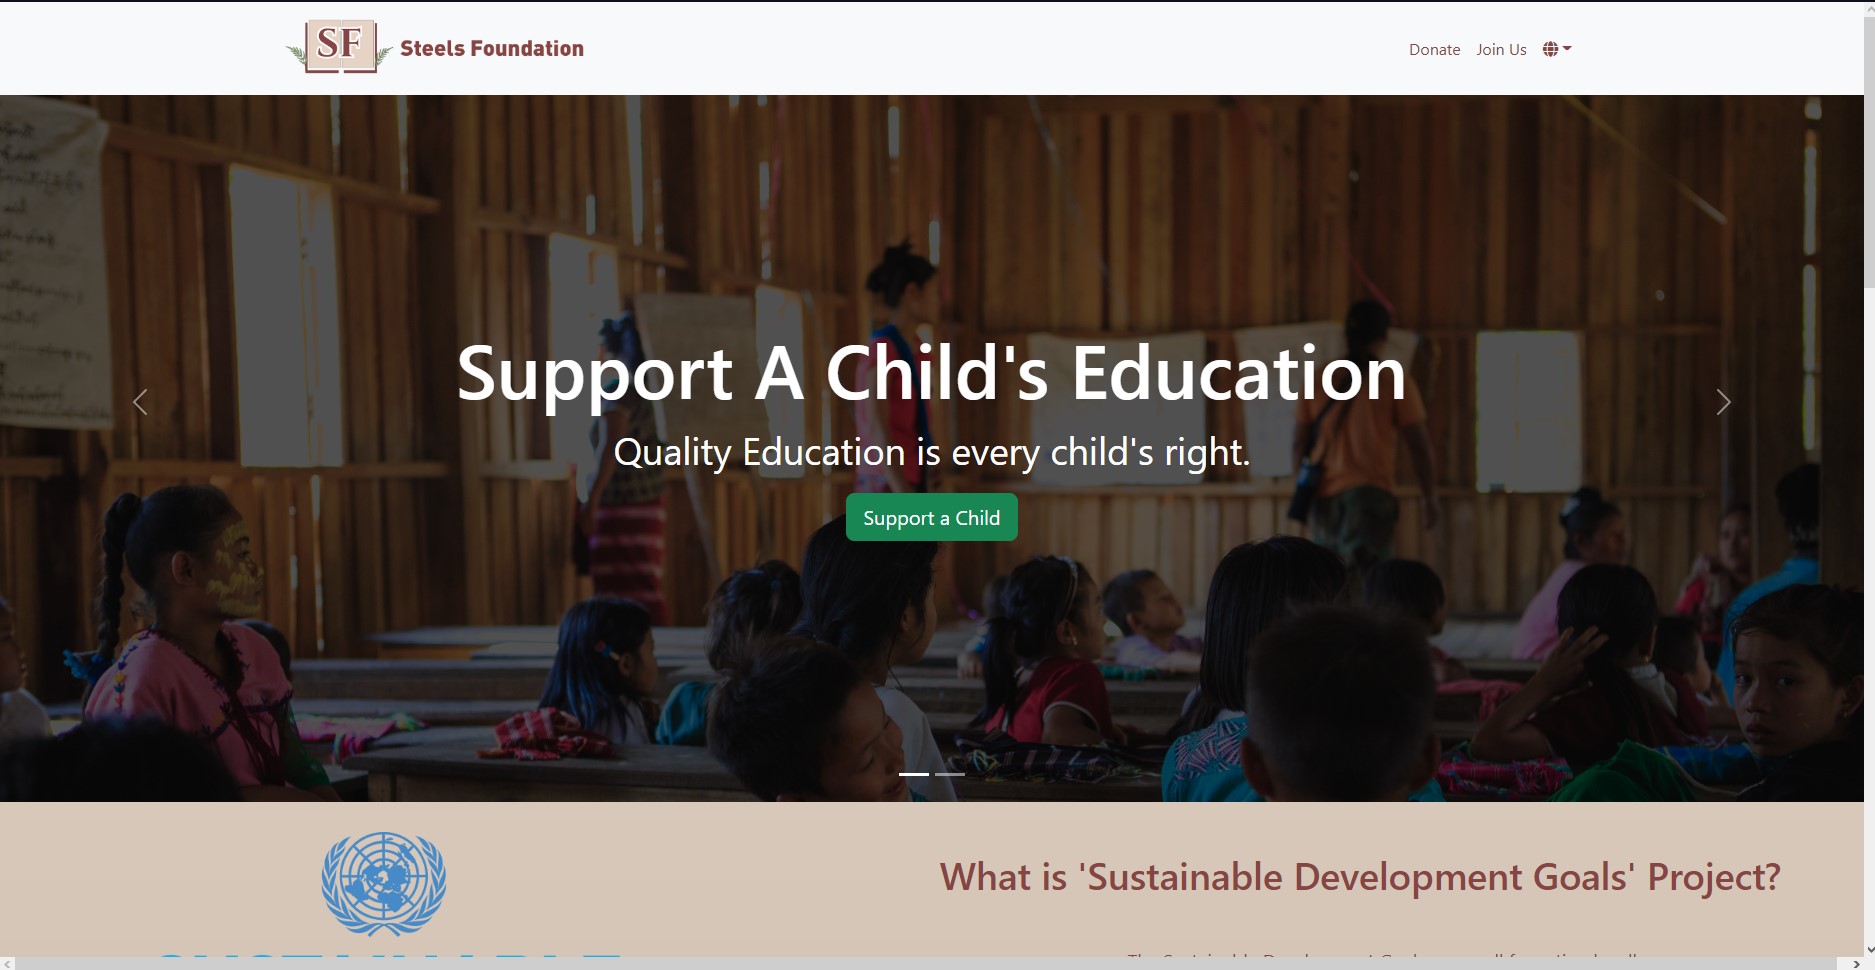 SF Steels Foundation
Donate Join Us
Support A Child's Education
Quality Education is every child's right.
Support a Child
What is 'Sustainable Development Goals' Project?